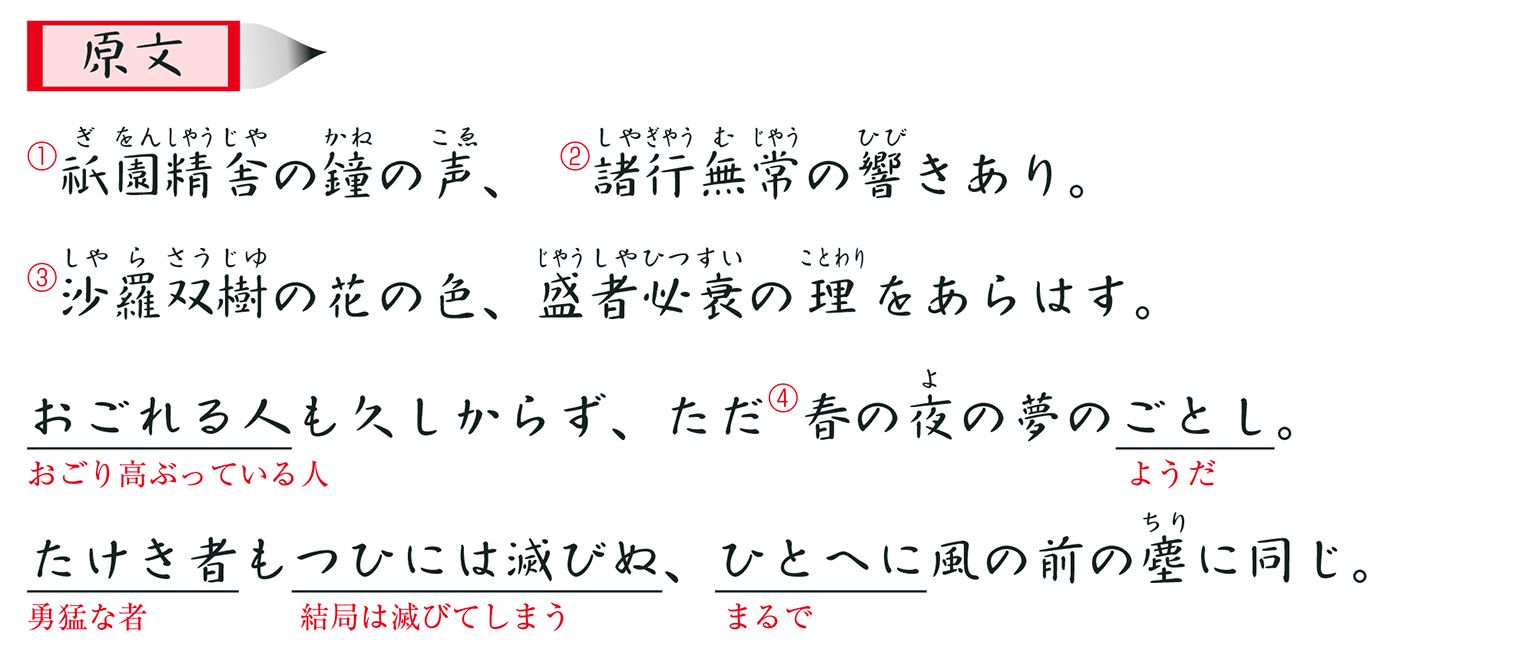 原文
ぎ をん しやう じや かね こゑ しや ぎやう む じやう ひび
①祇園精舎の鐘の声、 ②諸行無常の響きあり。
しや ら さう じゆ じやう しや ひつ すい ことわり
③沙羅双樹の花の色、盛者必衰の理をあらはす。
よ
おごれる人も久しからず、ただ④春の夜の夢のごとし。
おごり高ぶっている人 ようだ
ちり
たけき者もつひには滅びぬ、ひとへに風の前の塵に同じ。
勇猛な者 結局は滅びてしまう まるで